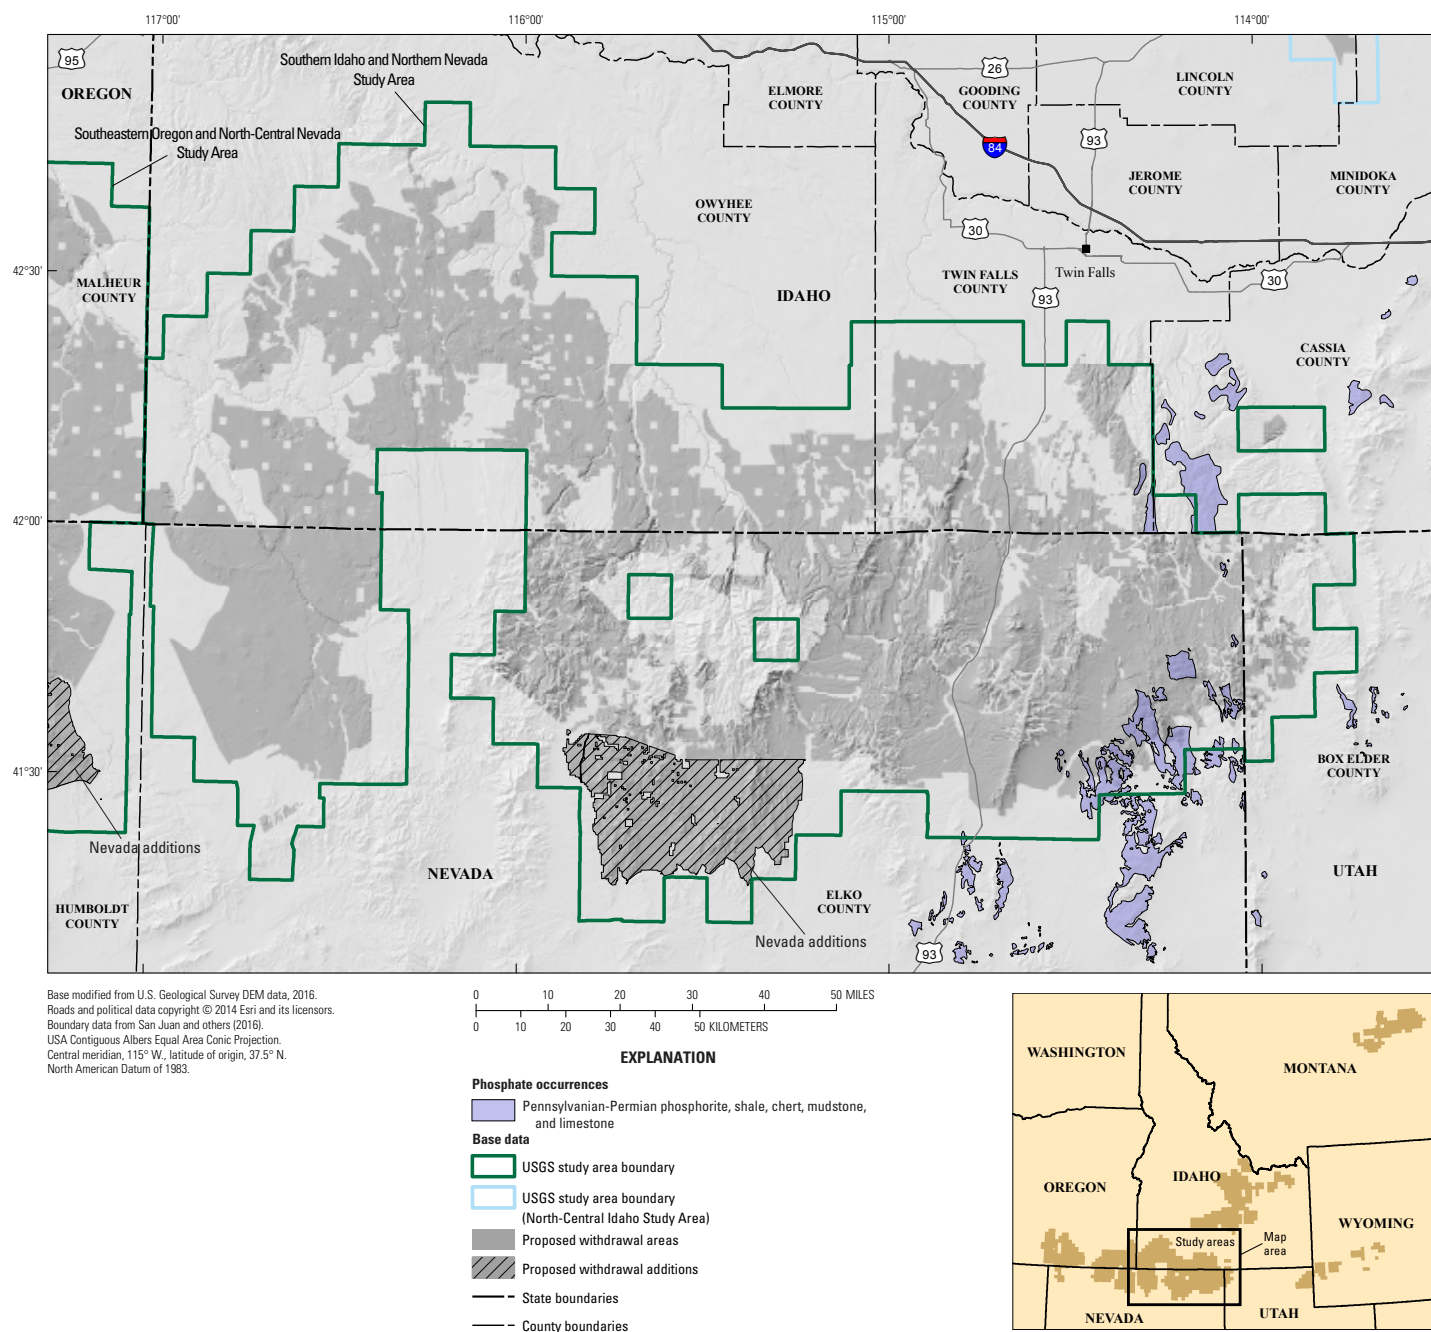 117°00'
116°00'
115°00'
114°00'
95
OREGON
Southern Idaho and Northern Nevada
Study Area
Southeastern Oregon and North-Central Nevada
Study Area
ELMORE
COUNTY
26
GOODING
COUNTY
LINCOLN
COUNTY
84
93
JEROME
COUNTY
MINIDOKA
COUNTY
OWYHEE
COUNTY
30
42°30'
MALHEUR
COUNTY
IDAHO
TWIN FALLS
COUNTY
Twin Falls
93
30
CASSIA
COUNTY
42°00'
41°30'
BOX ELDER
COUNTY
Nevada additions
NEVADA
UTAH
HUMBOLDT
COUNTY
ELKO
COUNTY
Nevada additions
93
Base modified from U.S. Geological Survey DEM data, 2016.
Roads and political data copyright © 2014 Esri and its licensors.
Boundary data from San Juan and others (2016).
USA Contiguous Albers Equal Area Conic Projection.
Central meridian, 115° W., latitude of origin, 37.5° N.
North American Datum of 1983.
0 10 20 30 40 50 MILES
0 10 20 30 40 50 KILOMETERS
EXPLANATION
Phosphate occurrences
Pennsylvanian-Permian phosphorite, shale, chert, mudstone,
and limestone
Base data
USGS study area boundary
USGS study area boundary
(North-Central Idaho Study Area)
Proposed withdrawal areas
Proposed withdrawal additions
State boundaries
County boundaries
WASHINGTON
MONTANA
OREGON
IDAHO
WYOMING
Study areas
Map
area
NEVADA
UTAH